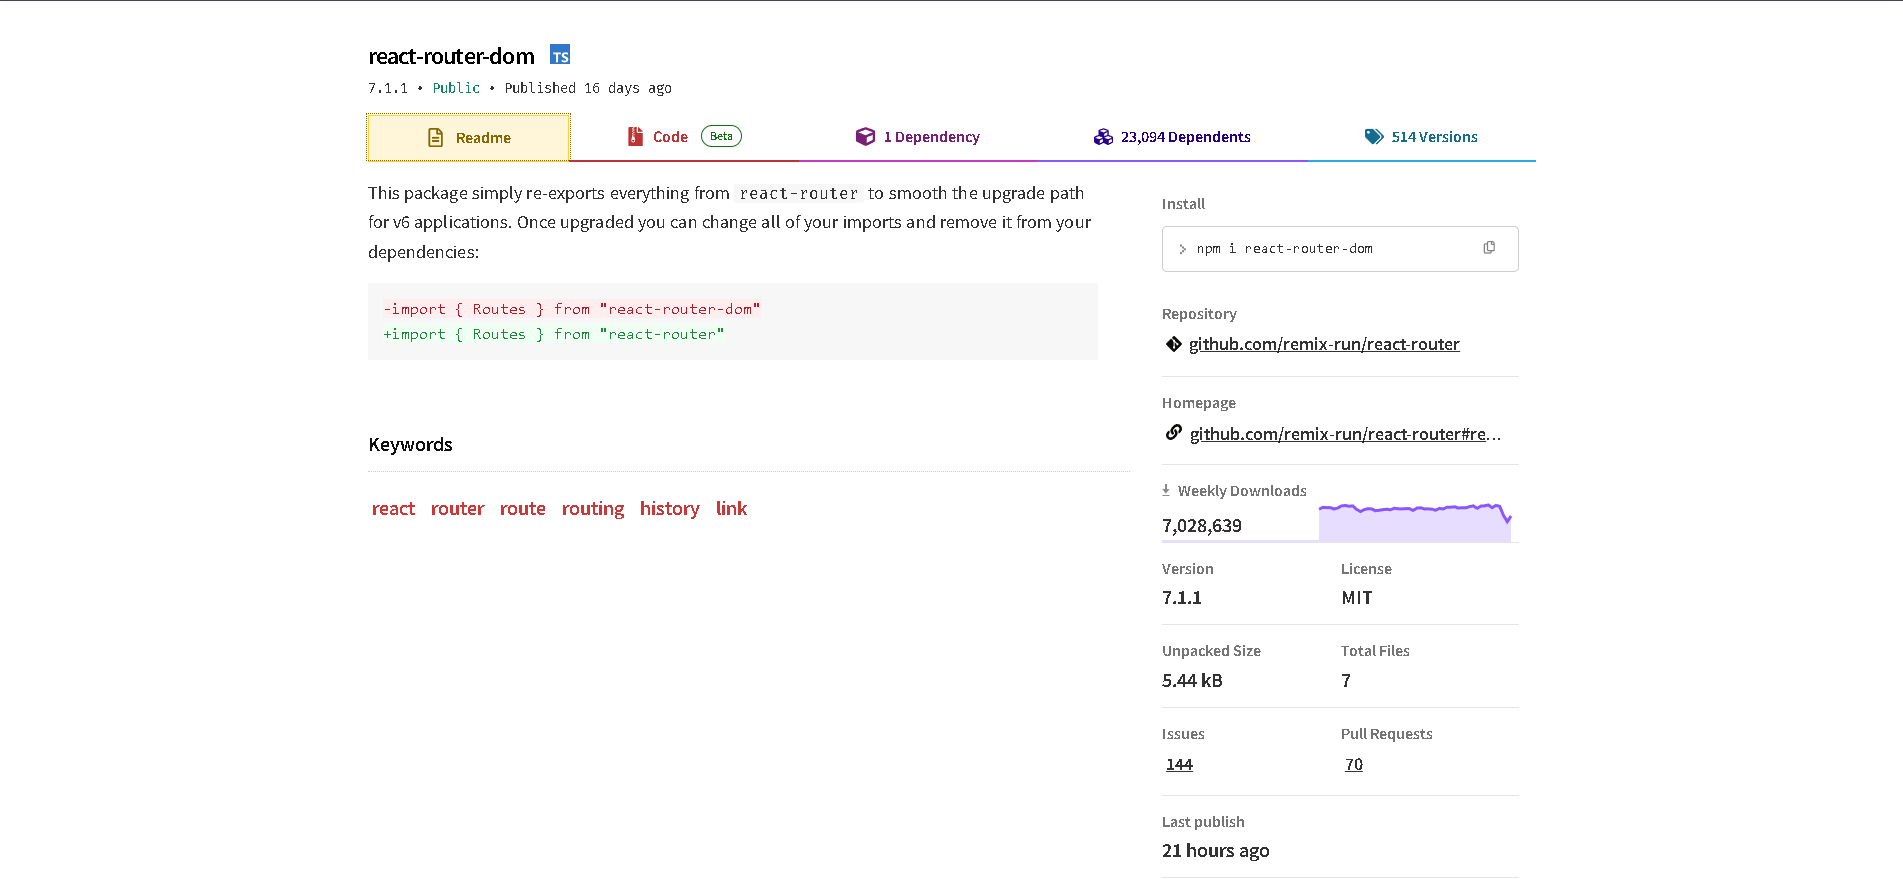 react-router-dom TS
7.1.1 • Public • Published 16 days ago
Readme
Code Beta
1 Dependency
23,094 Dependents
514 Versions
This package simply re-exports everything from react-router to smooth the upgrade path
for v6 applications. Once upgraded you can change all of your imports and remove it from your
dependencies:
-import { Routes } from "react-router-dom"
+import { Routes } from "react-router"
Keywords
react router route routing history link
Install
> npm i react-router-dom
Repository
github.com/remix-run/react-router
Homepage
github.com/remix-run/react-router#re...
Weekly Downloads
7,028,639
Version License
7.1.1 MIT
Unpacked Size Total Files
5.44 kB 7
Issues Pull Requests
144 70
Last publish
21 hours ago